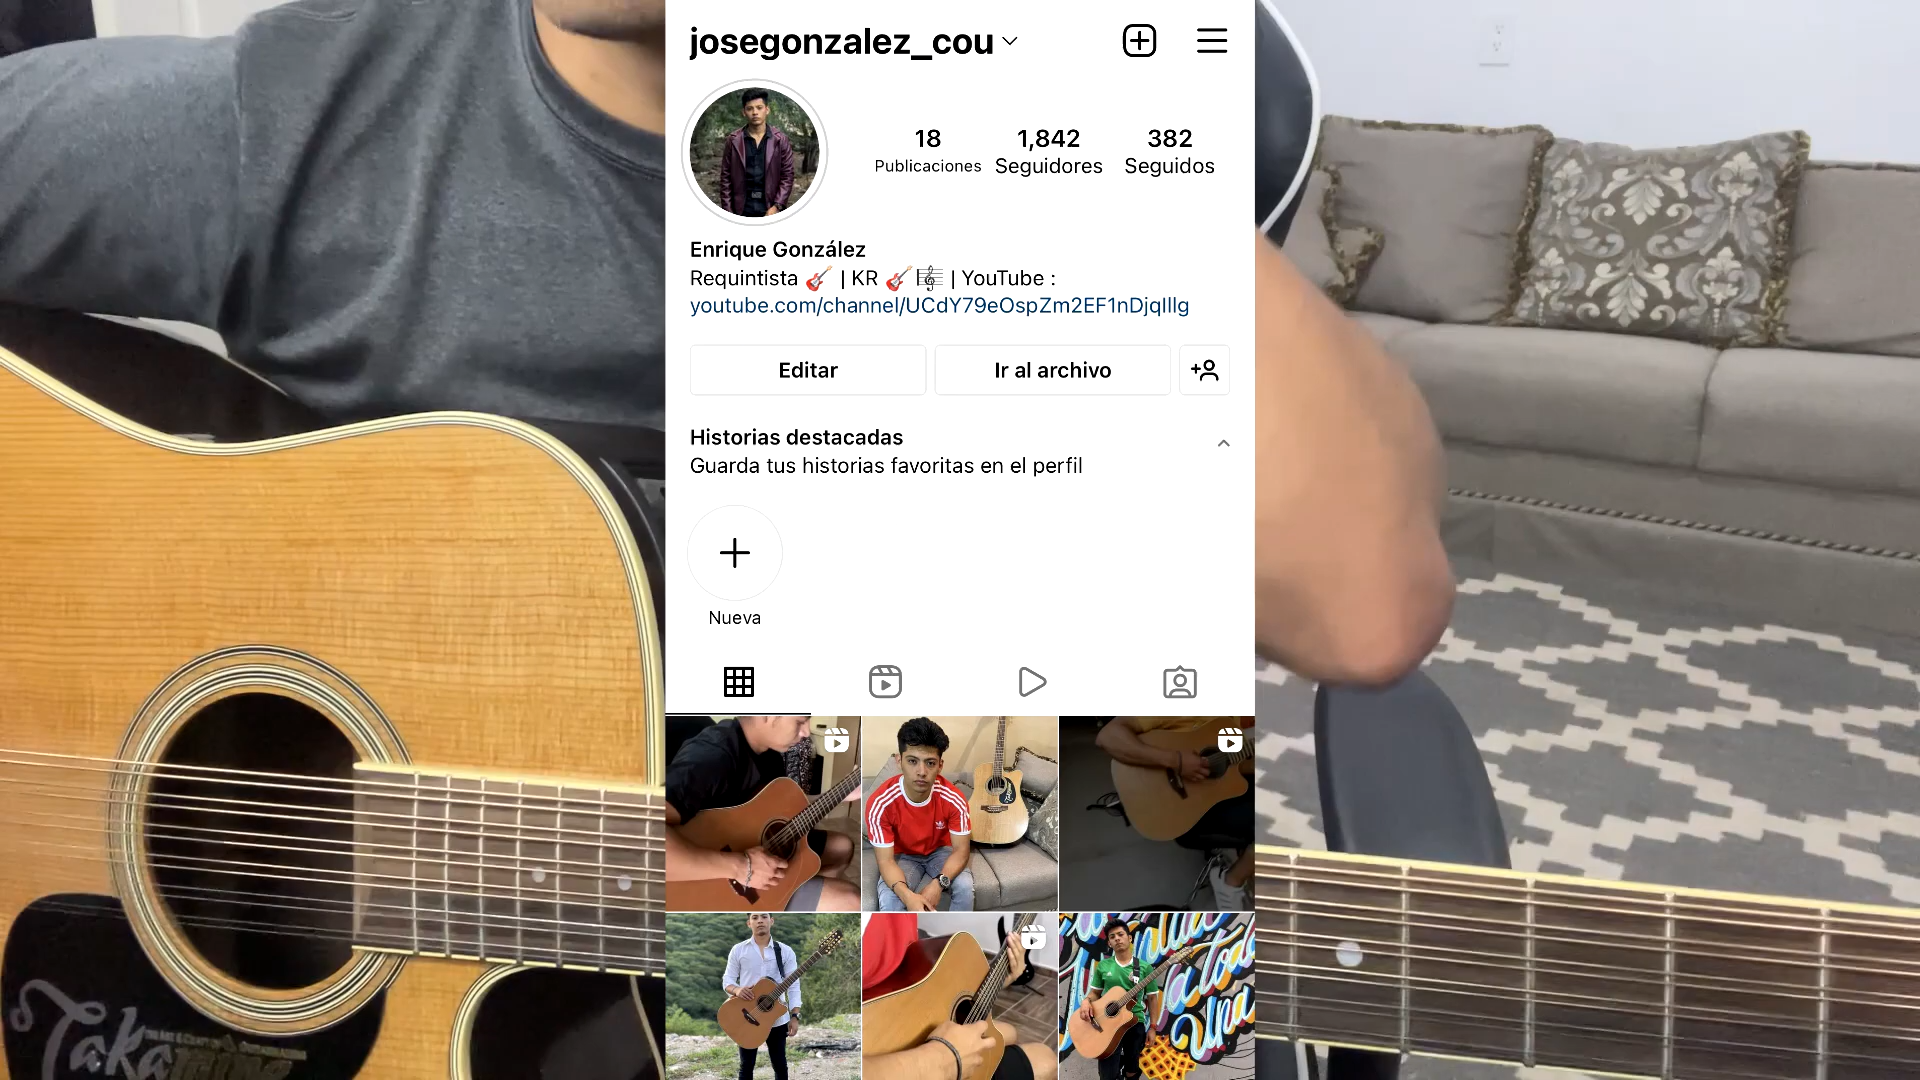 josegonzalez_cou
18
1,842
382
Publicaciones
Seguidores
Seguidos
Enrique González
Requintista 🎸 | KR 🎸🎼 | YouTube :
youtube.com/channel/UCdY79eOspZm2EF1nDjqIllg
Editar
Ir al archivo
Historias destacadas
Guarda tus historias favoritas en el perfil
Nueva
Taka